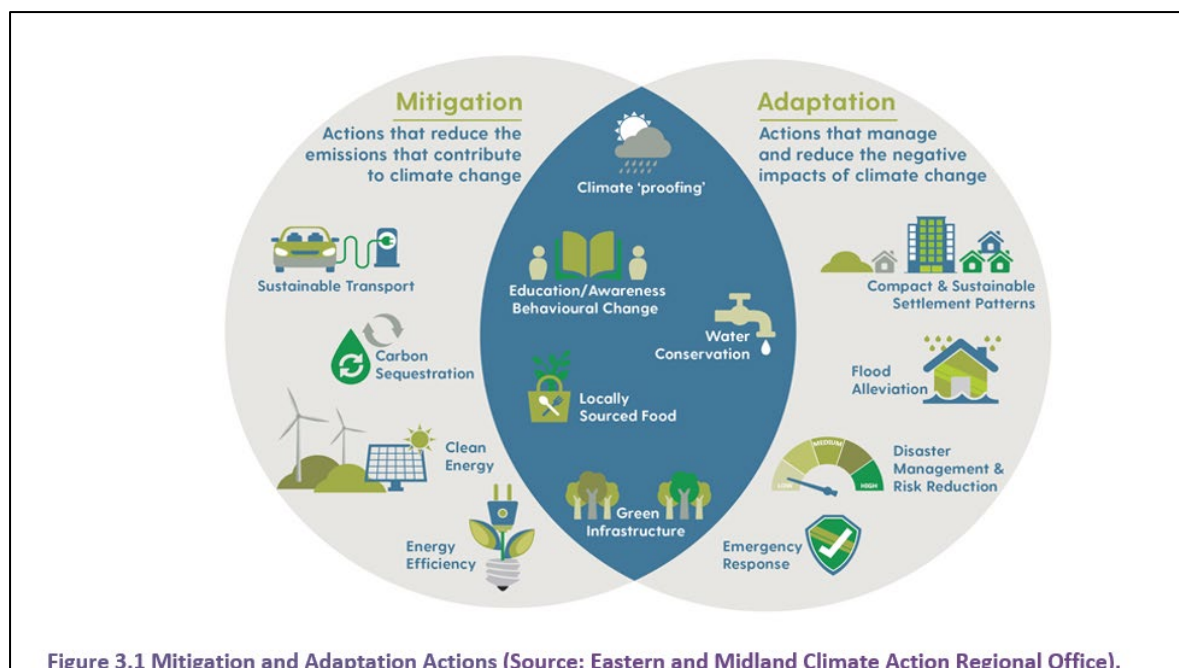 Mitigation
Actions that reduce the
emissions that contribute
to climate change
Sustainable Transport
Carbon
Sequestration
Clean
Energy
Energy
Efficiency
Climate 'proofing'
Education/Awareness
Behavioural Change
Water
Conservation
Locally
Sourced Food
Green
Infrastructure
Adaptation
Actions that manage
and reduce the negative
impacts of climate change
Compact & Sustainable
Settlement Patterns
Flood
Alleviation
LOW
MEDIUM
HIGH
Disaster
Management &
Risk Reduction
Emergency
Response
Figure 3.1 Mitigation and Adaptation Actions (Source: Eastern and Midland Climate Action Regional Office).